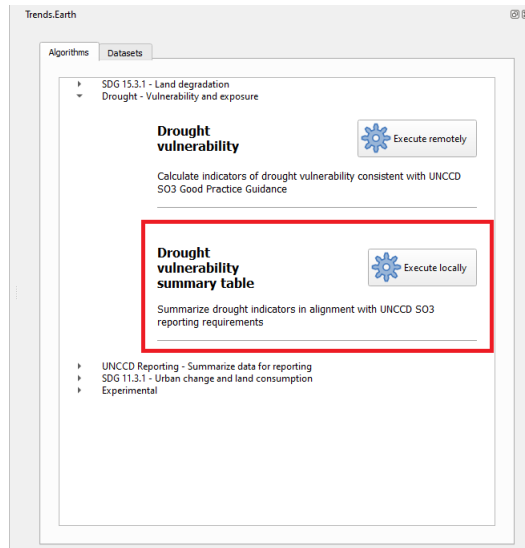 Trends.Earth
Algorithms Datasets
SDG 15.3.1 - Land degradation
Drought - Vulnerability and exposure
Drought
vulnerability
Execute remotely
Calculate indicators of drought vulnerability consistent with UNCCD
SO3 Good Practice Guidance
Drought
vulnerability
summary table
Execute locally
Summarize drought indicators in alignment with UNCCD SO3
reporting requirements
UNCCD Reporting - Summarize data for reporting
SDG 11.3.1 - Urban change and land consumption
Experimental